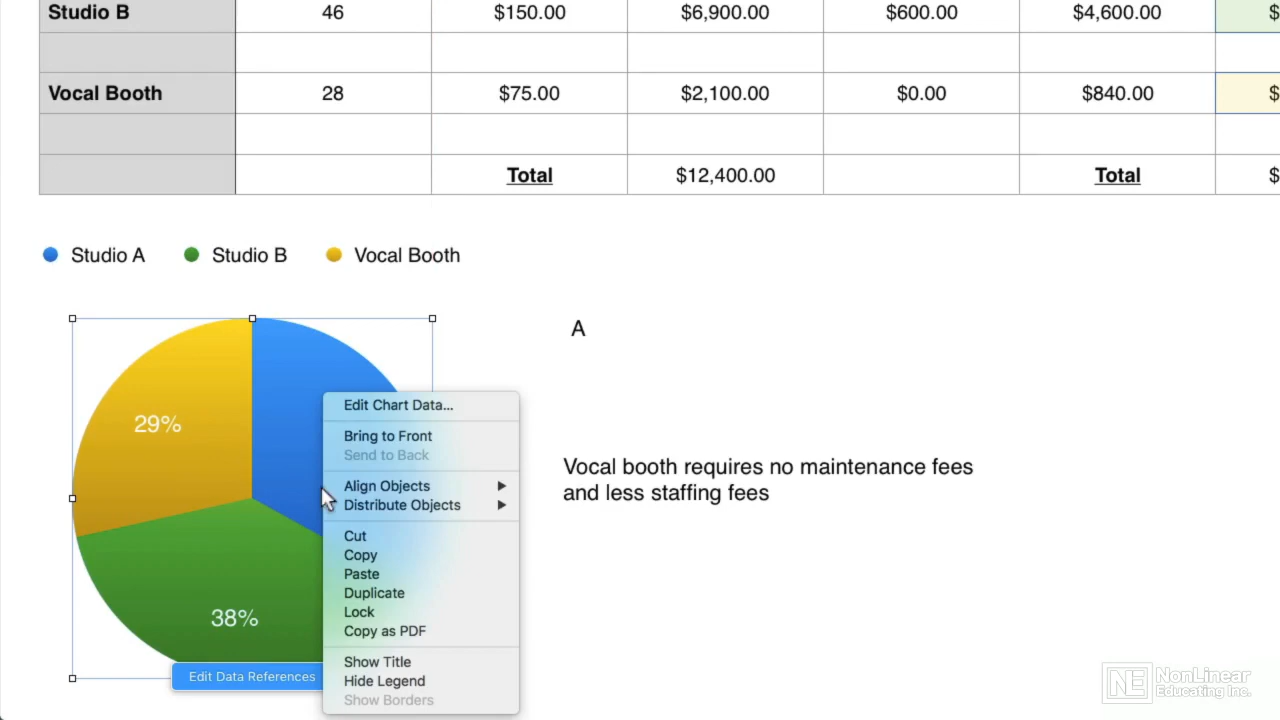 Studio B 46 $150.00 $6,900.00 $600.00 $4,600.00 $
Vocal Booth 28 $75.00 $2,100.00 $0.00 $840.00 $
Total $12,400.00 Total $
Studio A Studio B Vocal Booth
A
29%
38%
Edit Data References
Edit Chart Data...
Bring to Front
Send to Back
Align Objects
Distribute Objects
Cut
Copy
Paste
Duplicate
Lock
Copy as PDF
Show Title
Hide Legend
Show Borders
Vocal booth requires no maintenance fees
and less staffing fees
NE NonLinear
Educating Inc.